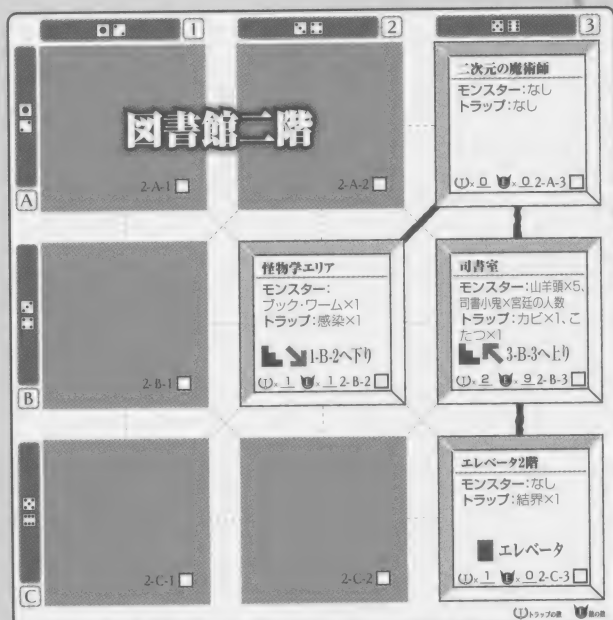 1
2
3
A
B
C
図書館二階
2-A-1
2-A-2
二次元の魔術師
モンスター:なし
トラップ:なし
× 0 × 0 2-A-3
2-B-1
怪物学エリア
モンスター:
ブック・ワーム×1
トラップ:感染×1
1-B-2へ下り
× 1 × 1 2-B-2
司書室
モンスター:山羊頭×5、
司書小鬼×宮廷の人数
トラップ:カビ×1、こ
たつ×1
3-B-3へ上り
× 2 × 9 2-B-3
2-C-1
2-C-2
エレベータ2階
モンスター:なし
トラップ:結界×1
エレベータ
× 1 × 0 2-C-3
トラップの数
敵の数